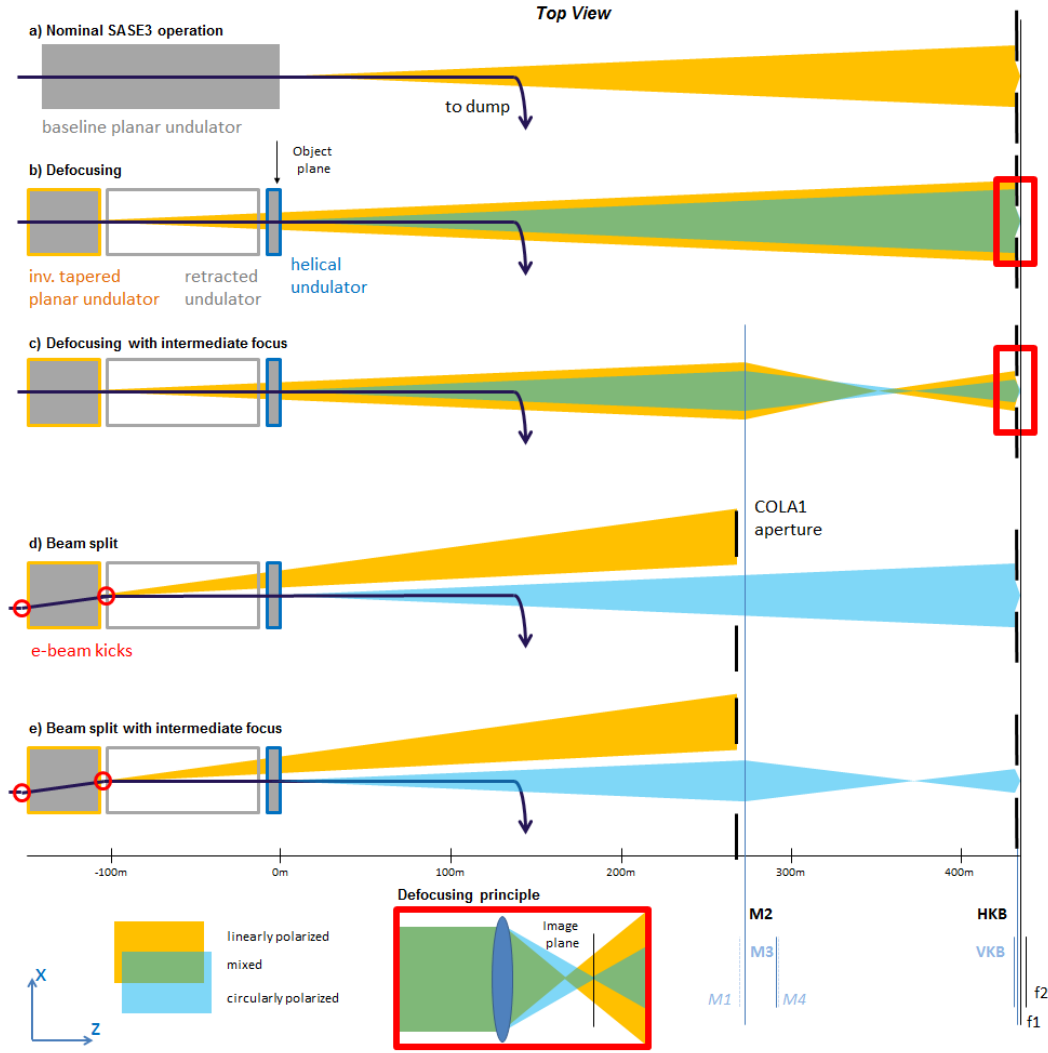 Top View
a) Nominal SASE3 operation
to dump
baseline planar undulator
Object
plane
b) Defocusing
inv. tapered
planar undulator
retracted
undulator
helical
undulator
c) Defocusing with intermediate focus
COLA1
aperture
d) Beam split
e-beam kicks
e) Beam split with intermediate focus
-100m
0m
100m
200m
300m
400m
Defocusing principle
linearly polarized
mixed
circularly polarized
X
Z
Image
plane
M2
M3
M1
M4
HKB
VKB
f2
f1